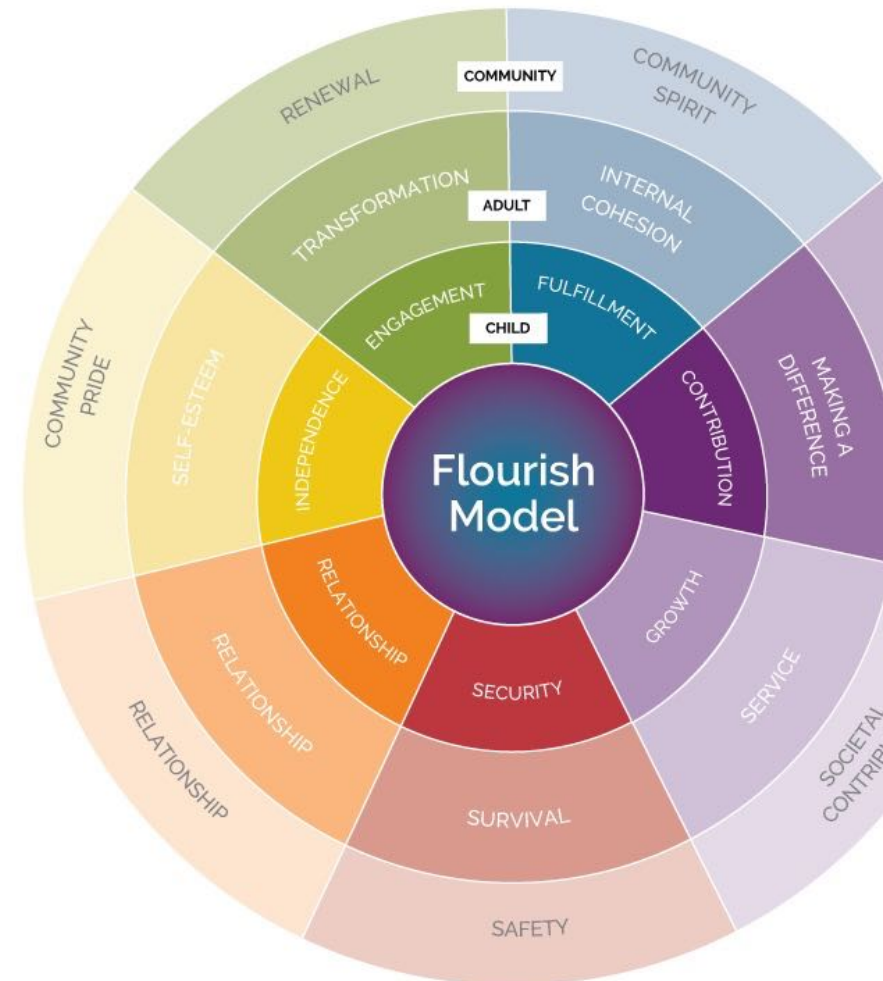 RENEWAL
COMMUNITY
COMMUNITY
SPIRIT
TRANSFORMATION
ADULT
INTERNAL
COHESION
ENGAGEMENT
CHILD
FULFILLMENT
COMMUNITY
PRIDE
SELF-ESTEEM
INDEPENDENCE
Flourish
Model
CONTRIBUTION
MAKING A
DIFFERENCE
RELATIONSHIP
RELATIONSHIP
RELATIONSHIP
SECURITY
GROWTH
SERVICE
SOCIETAL
SURVIVAL
SAFETY